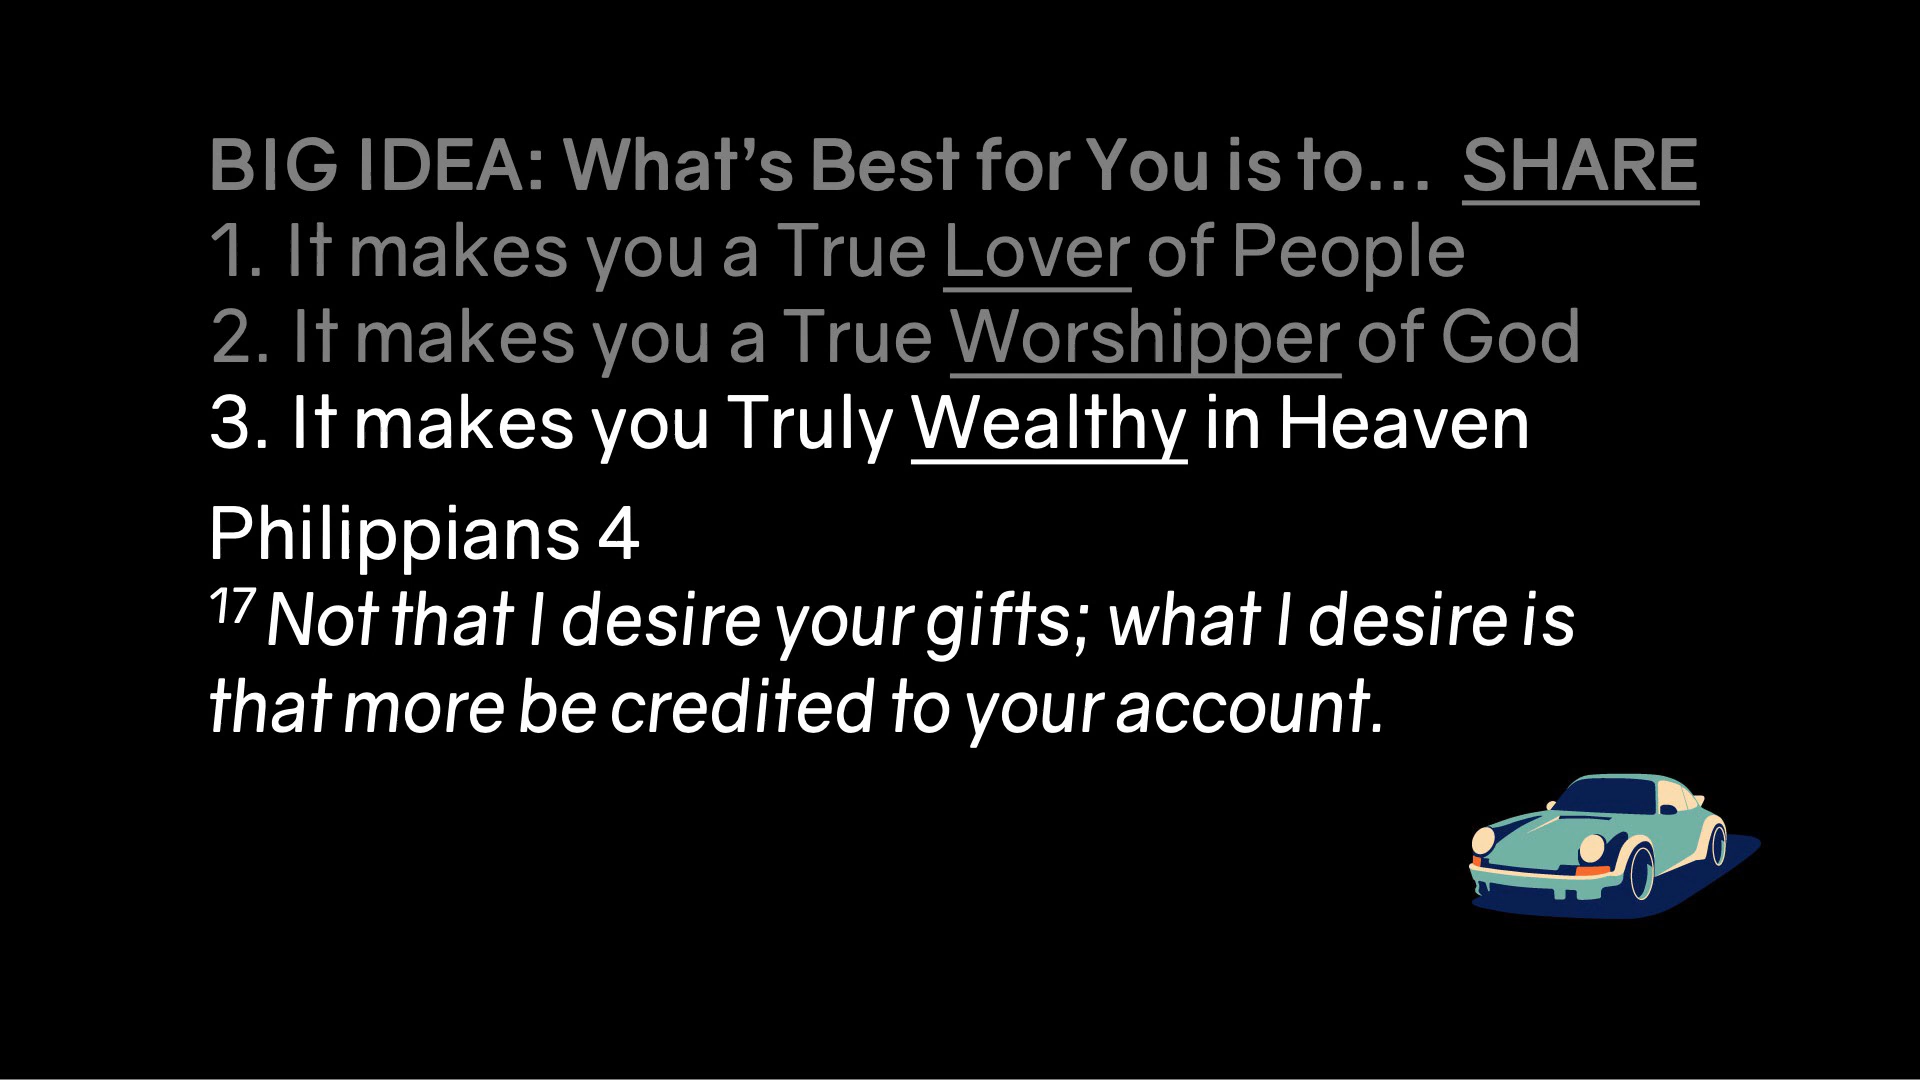 BIG IDEA: What’s Best for You is to… SHARE
1. It makes you a True Lover of People
2. It makes you a True Worshipper of God
3. It makes you Truly Wealthy in Heaven
Philippians 4
17 Not that I desire your gifts; what I desire is
that more be credited to your account.